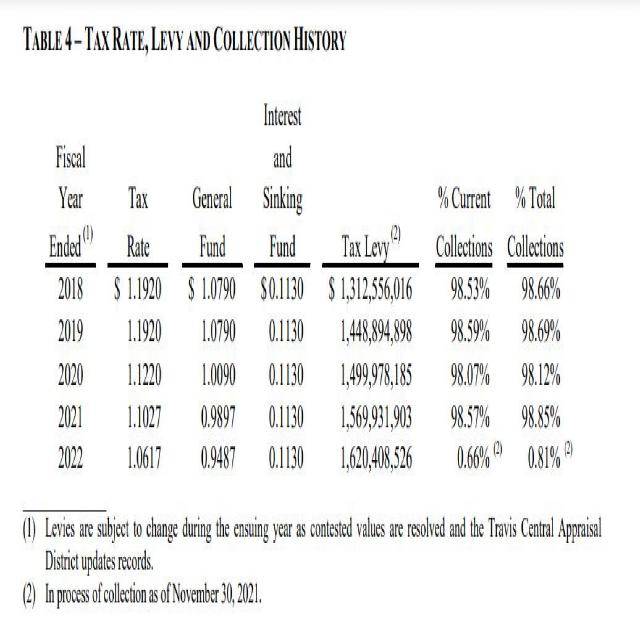 TABLE 4 – TAX RATE, LEVY AND COLLECTION HISTORY
Interest
Fiscal and
Year Tax General Sinking % Current % Total
Ended (1) Rate Fund Fund Tax Levy (2) Collections Collections
2018 $ 1.1920 $ 1.0790 $0.1130 $ 1,312,556,016 98.53% 98.66%
2019 1.1920 1.0790 0.1130 1,448,894,898 98.59% 98.69%
2020 1.1220 1.0090 0.1130 1,499,978,185 98.07% 98.12%
2021 1.1027 0.9897 0.1130 1,569,931,903 98.57% 98.85%
2022 1.0617 0.9487 0.1130 1,620,408,526 0.66% (2) 0.81% (2)
(1) Levies are subject to change during the ensuing year as contested values are resolved and the Travis Central Appraisal
District updates records.
(2) In process of collection as of November 30, 2021.